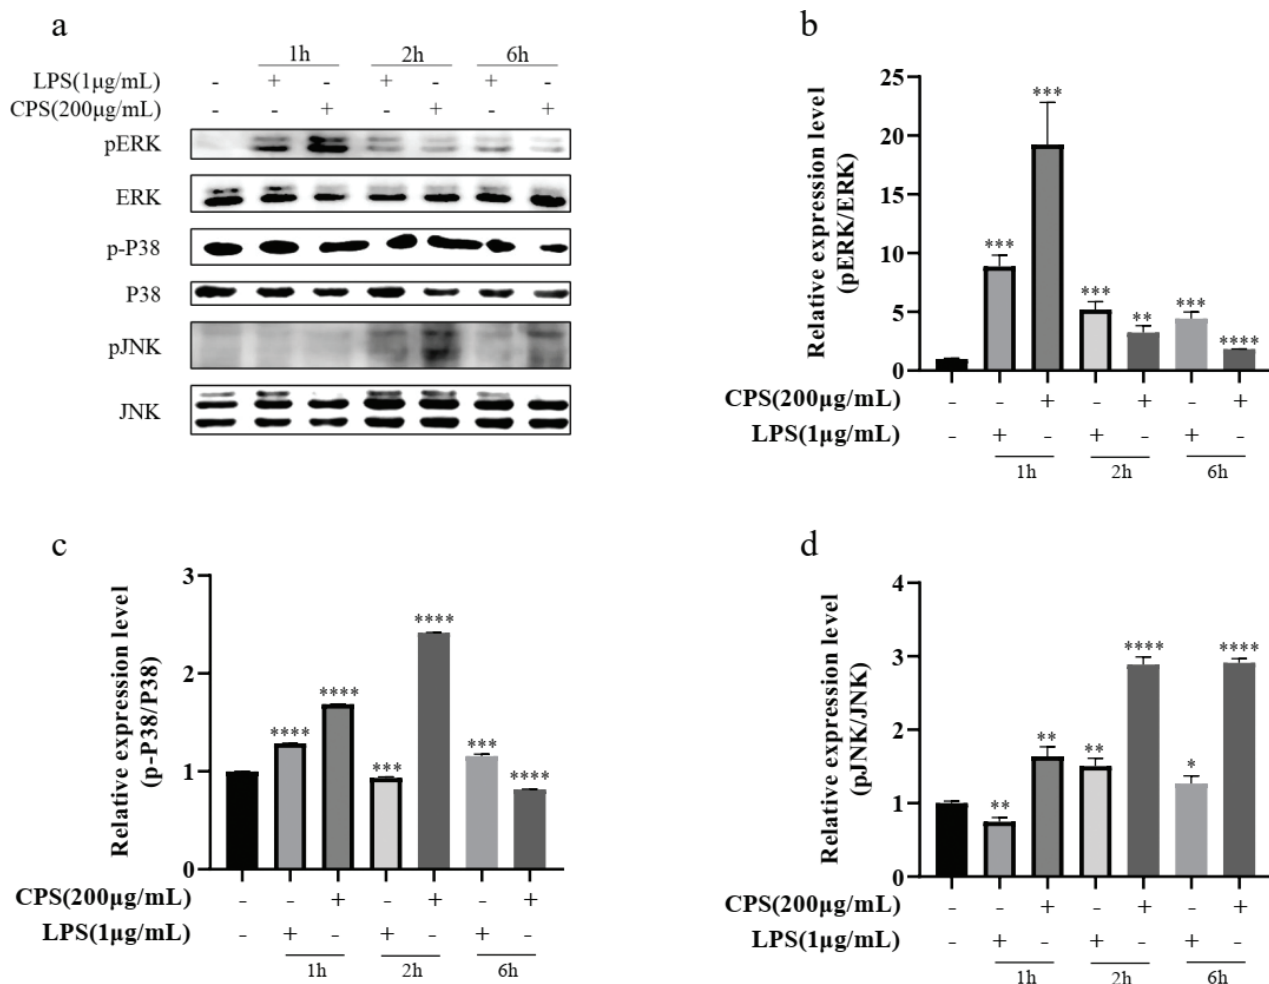 a
1h 2h 6h
LPS(1μg/mL) - + - + - + -
CPS(200μg/mL) - - + - + - +
pERK
ERK
p-P38
P38
pJNK
JNK
b
Relative expression level
(pERK/ERK)
25
20
15
10
5
0
*** *** *** ** *** ****
CPS(200μg/mL) - - + - + - +
LPS(1μg/mL) - + - + - + -
1h 2h 6h
c
Relative expression level
(p-P38/P38)
3
2
1
0
**** **** *** **** *** ****
CPS(200μg/mL) - - + - + - +
LPS(1μg/mL) - + - + - + -
1h 2h 6h
d
Relative expression level
(pJNK/JNK)
4
3
2
1
0
** ** ** **** * ****
CPS(200μg/mL) - - + - + - +
LPS(1μg/mL) - + - + - + -
1h 2h 6h